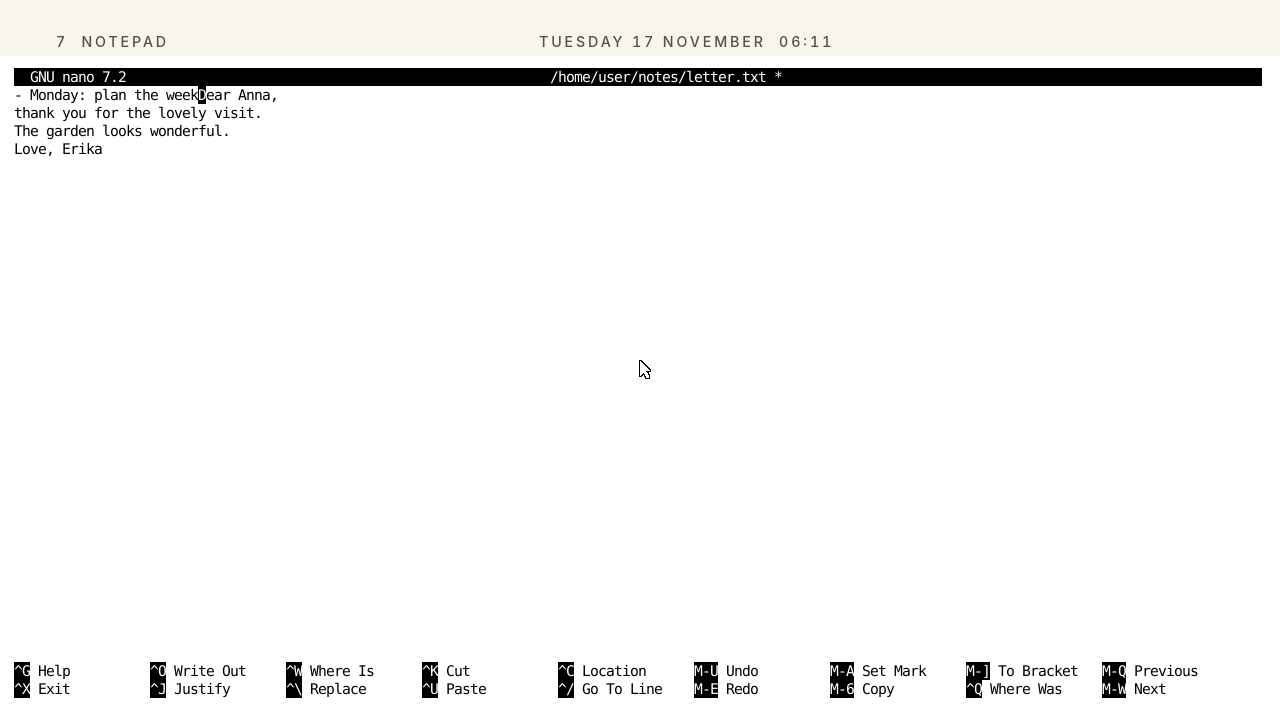 7 NOTEPAD TUESDAY 17 NOVEMBER 06:11
GNU nano 7.2 /home/user/notes/letter.txt *
- Monday: plan the weekDear Anna,
thank you for the lovely visit.
The garden looks wonderful.
Love, Erika
^G Help ^O Write Out ^W Where Is ^K Cut ^C Location M-U Undo M-A Set Mark M-] To Bracket M-Q Previous
^X Exit ^J Justify ^\ Replace ^U Paste ^/ Go To Line M-E Redo M-6 Copy ^Q Where Was M-W Next